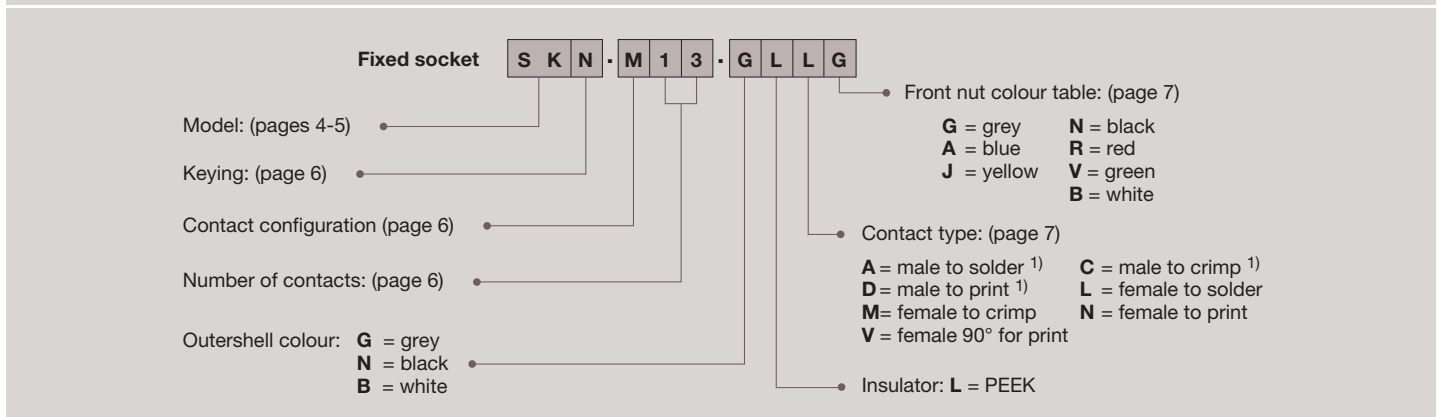 Fixed socket S K N · M 1 3 · G L L G
Model: (pages 4-5)
Keying: (page 6)
Contact configuration (page 6)
Number of contacts: (page 6)
Outershell colour: G = grey
N = black
B = white
Front nut colour table: (page 7)
G = grey N = black
A = blue R = red
J = yellow V = green
B = white
Contact type: (page 7)
A = male to solder 1) C = male to crimp 1)
D = male to print 1) L = female to solder
M= female to crimp N = female to print
V = female 90° for print
Insulator: L = PEEK